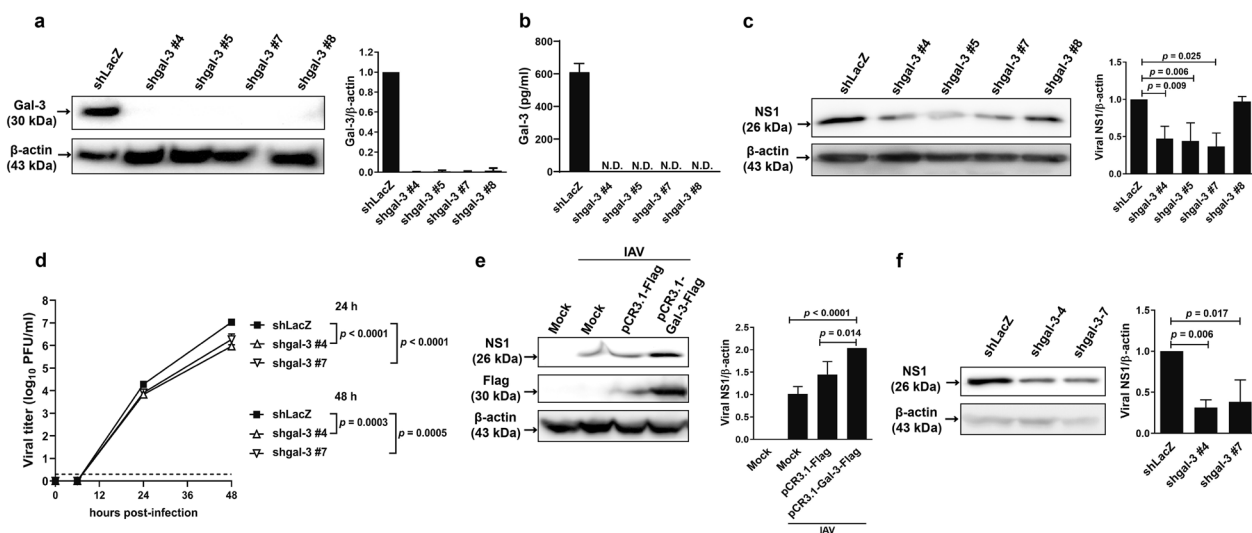 a
shLacZ
shgal-3 #4
shgal-3 #5
shgal-3 #7
shgal-3 #8
Gal-3
(30 kDa)
β-actin
(43 kDa)
Gal-3/β-actin
1.2
1.0
0.8
0.6
0.4
0.2
0.0
shLacZ
shgal-3 #4
shgal-3 #5
shgal-3 #7
shgal-3 #8
b
Gal-3 (pg/ml)
800
600
400
200
0
N.D.
N.D.
N.D.
N.D.
shLacZ
shgal-3 #4
shgal-3 #5
shgal-3 #7
shgal-3 #8
c
shLacZ
shgal-3 #4
shgal-3 #5
shgal-3 #7
shgal-3 #8
NS1
(26 kDa)
β-actin
(43 kDa)
Viral NS1/β-actin
1.5
1.0
0.5
0.0
p = 0.025
p = 0.006
p = 0.009
shLacZ
shgal-3 #4
shgal-3 #5
shgal-3 #7
shgal-3 #8
d
Viral titer (log10 PFU/ml)
8
7
6
5
4
3
2
1
0
0
12
24
36
48
hours post-infection
24 h
shLacZ
shgal-3 #4
shgal-3 #7
p < 0.0001
p < 0.0001
48 h
shLacZ
shgal-3 #4
shgal-3 #7
p = 0.0003
p = 0.0005
e
IAV
Mock
Mock
pCR3.1-Flag
pCR3.1-
Gal-3-Flag
NS1
(26 kDa)
Flag
(30 kDa)
β-actin
(43 kDa)
Viral NS1/β-actin
2.5
2.0
1.5
1.0
0.5
0.0
p < 0.0001
p = 0.014
Mock
Mock
pCR3.1-Flag
pCR3.1-Gal-3-Flag
IAV
f
shLacZ
shgal-3-4
shgal-3-7
NS1
(26 kDa)
β-actin
(43 kDa)
Viral NS1/β-actin
1.5
1.0
0.5
0.0
p = 0.017
p = 0.006
shLacZ
shgal-3 #4
shgal-3 #7